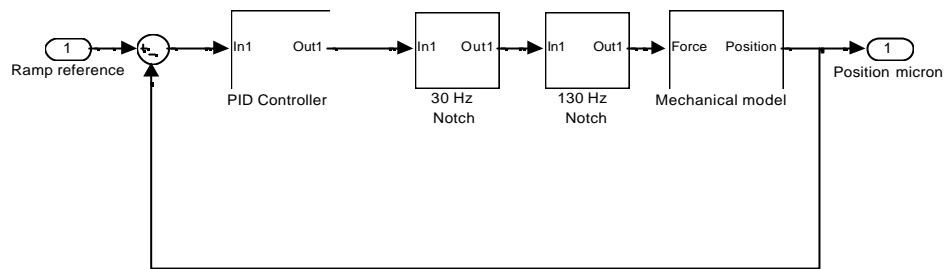 1
Ramp reference
+
-
In1
Out1
PID Controller
In1
Out1
30 Hz
Notch
In1
Out1
130 Hz
Notch
Force
Position
Mechanical model
1
Position micron